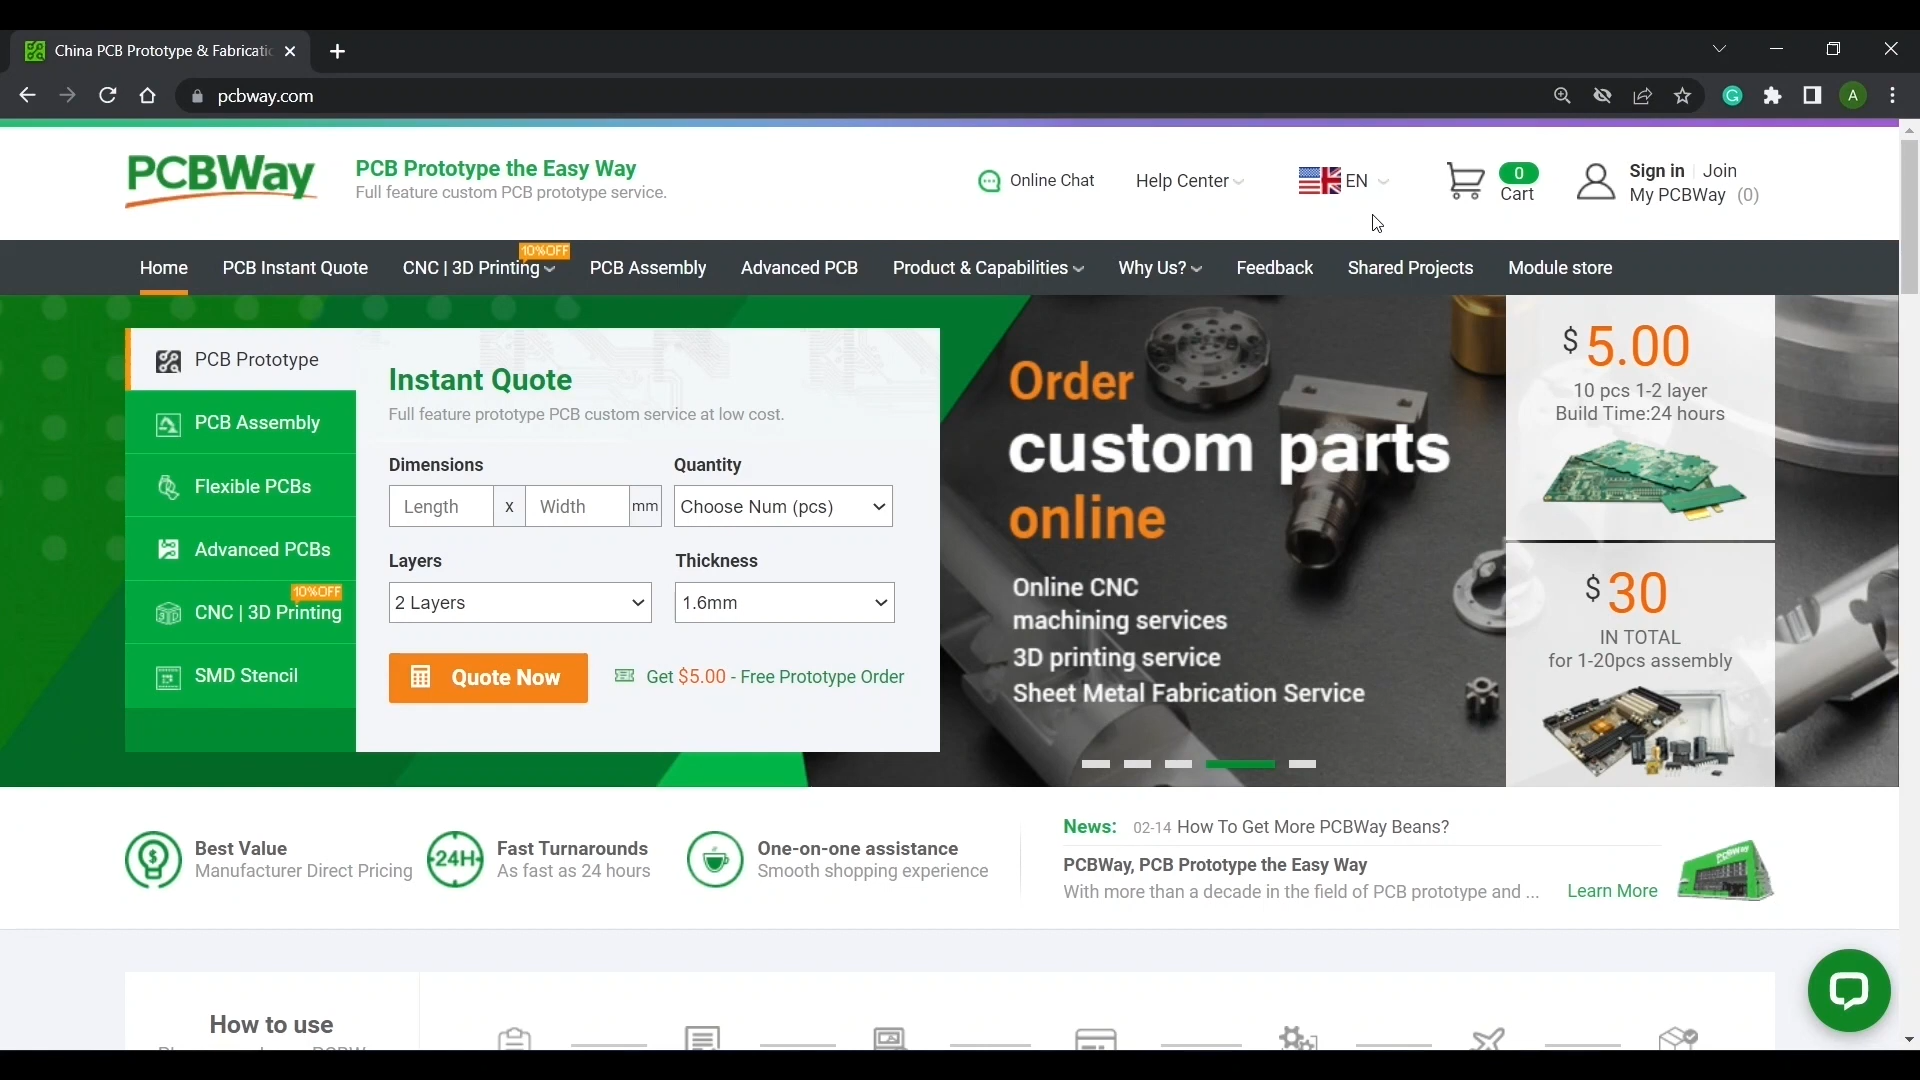 China PCB Prototype & Fabricatic
pcbway.com
A
PCBWay
PCB Prototype the Easy Way
Full feature custom PCB prototype service.
Online Chat
Help Center
EN
0
Cart
Sign in
Join
My PCBWay (0)
Home
PCB Instant Quote
CNC | 3D Printing
10%OFF
PCB Assembly
Advanced PCB
Product & Capabilities
Why Us?
Feedback
Shared Projects
Module store
PCB Prototype
PCB Assembly
Flexible PCBs
Advanced PCBs
10%OFF
CNC | 3D Printing
SMD Stencil
Instant Quote
Full feature prototype PCB custom service at low cost.
Dimensions
Quantity
Length x Width mm
Choose Num (pcs)
Layers
Thickness
2 Layers
1.6mm
Quote Now
Get $5.00 - Free Prototype Order
Order
custom parts
online
Online CNC
machining services
3D printing service
Sheet Metal Fabrication Service
$ 5.00
10 pcs 1-2 layer
Build Time:24 hours
$ 30
IN TOTAL
for 1-20pcs assembly
Best Value
Manufacturer Direct Pricing
24H
Fast Turnarounds
As fast as 24 hours
One-on-one assistance
Smooth shopping experience
News: 02-14 How To Get More PCBWay Beans?
PCBWay, PCB Prototype the Easy Way
With more than a decade in the field of PCB prototype and ... Learn More
PCBWay
How to use